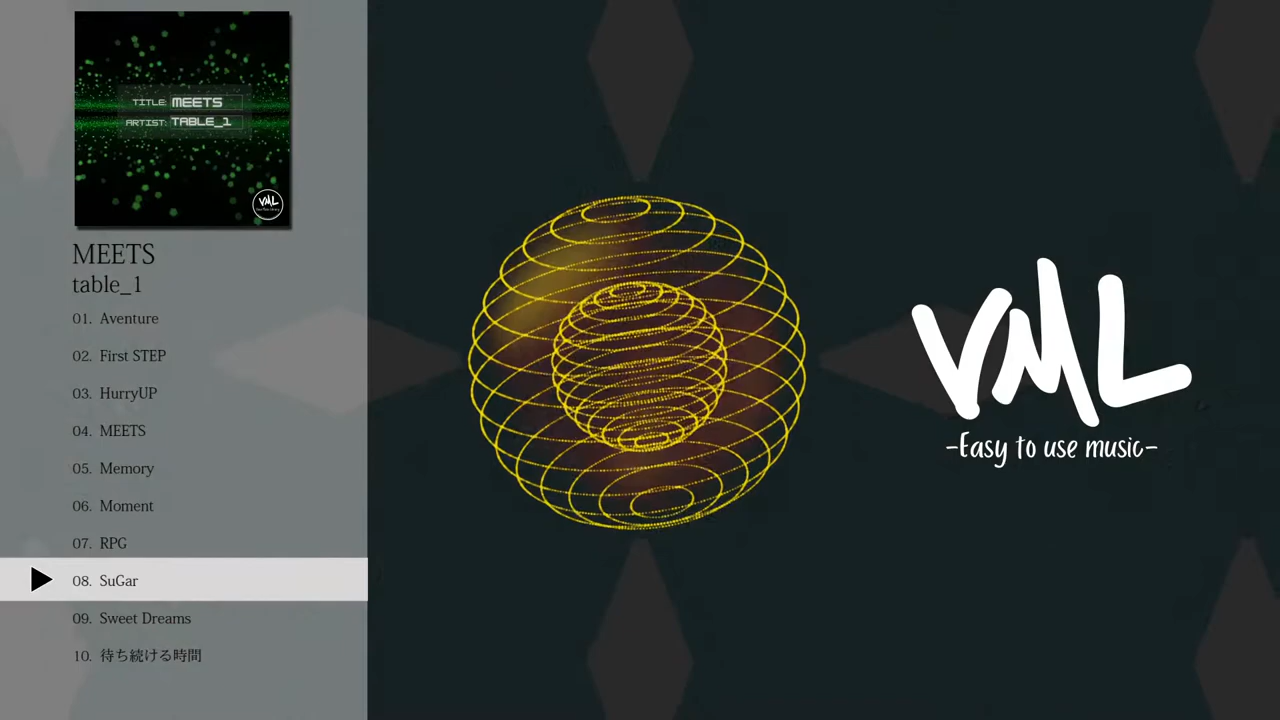 TITLE: MEETS
ARTIST: TABLE_1
VML
MEETS
table_1
01. Aventure
02. First STEP
03. HurryUP
04. MEETS
05. Memory
06. Moment
07. RPG
08. SuGar
09. Sweet Dreams
10. 待ち続ける時間
VML
-Easy to use music-